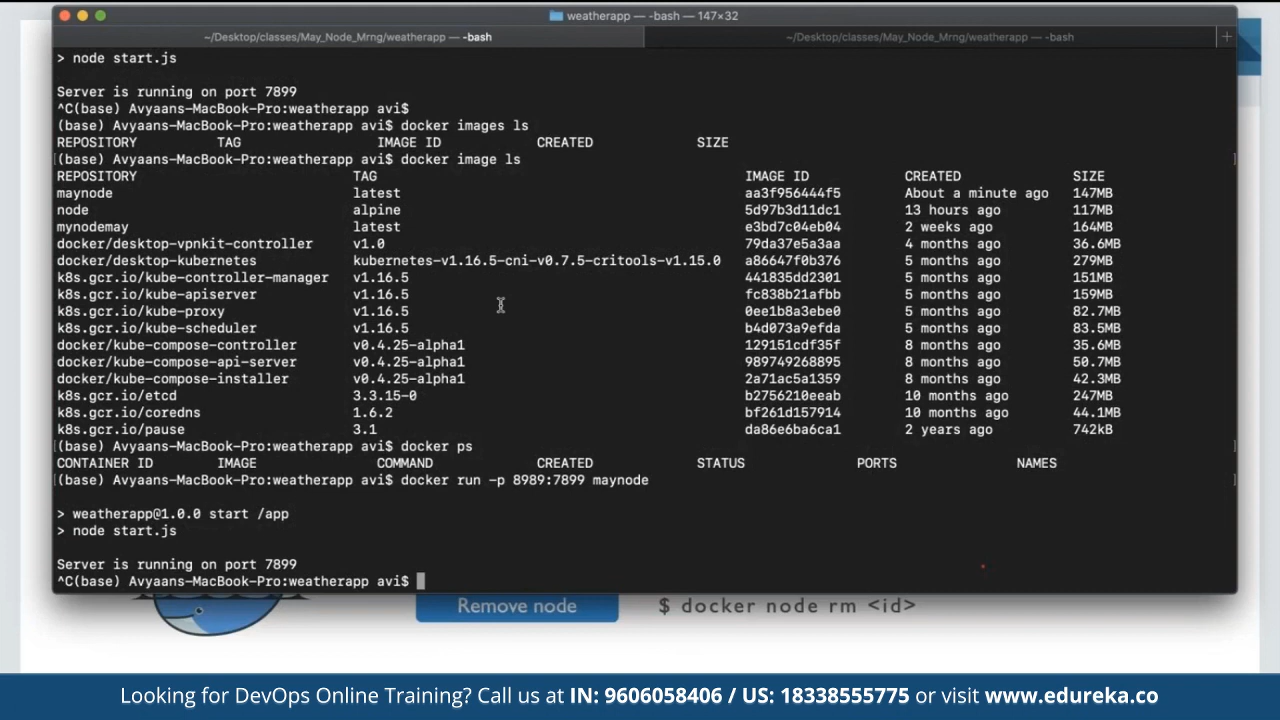 weatherapp — -bash — 147×32
~/Desktop/classes/May_Node_Mrng/weatherapp — -bash
~/Desktop/classes/May_Node_Mrng/weatherapp — -bash +
> node start.js
Server is running on port 7899
^C(base) Avyaans-MacBook-Pro:weatherapp avi$
(base) Avyaans-MacBook-Pro:weatherapp avi$ docker images ls
REPOSITORY TAG IMAGE ID CREATED SIZE
[(base) Avyaans-MacBook-Pro:weatherapp avi$ docker image ls ]
REPOSITORY TAG IMAGE ID CREATED SIZE
maynode latest aa3f956444f5 About a minute ago 147MB
node alpine 5d97b3d11dc1 13 hours ago 117MB
mynodemay latest e3bd7c04eb04 2 weeks ago 164MB
docker/desktop-vpnkit-controller v1.0 79da37e5a3aa 4 months ago 36.6MB
docker/desktop-kubernetes kubernetes-v1.16.5-cni-v0.7.5-critools-v1.15.0 a86647f0b376 5 months ago 279MB
k8s.gcr.io/kube-controller-manager v1.16.5 441835dd2301 5 months ago 151MB
k8s.gcr.io/kube-apiserver v1.16.5 fc838b21afbb 5 months ago 159MB
k8s.gcr.io/kube-proxy v1.16.5 0ee1b8a3ebe0 5 months ago 82.7MB
k8s.gcr.io/kube-scheduler v1.16.5 b4d073a9efda 5 months ago 83.5MB
docker/kube-compose-controller v0.4.25-alpha1 129151cdf35f 8 months ago 35.6MB
docker/kube-compose-api-server v0.4.25-alpha1 989749268895 8 months ago 50.7MB
docker/kube-compose-installer v0.4.25-alpha1 2a71ac5a1359 8 months ago 42.3MB
k8s.gcr.io/etcd 3.3.15-0 b2756210eeab 10 months ago 247MB
k8s.gcr.io/coredns 1.6.2 bf261d157914 10 months ago 44.1MB
k8s.gcr.io/pause 3.1 da86e6ba6ca1 2 years ago 742kB
[(base) Avyaans-MacBook-Pro:weatherapp avi$ docker ps ]
CONTAINER ID IMAGE COMMAND CREATED STATUS PORTS NAMES
[(base) Avyaans-MacBook-Pro:weatherapp avi$ docker run -p 8989:7899 maynode ]
> weatherapp@1.0.0 start /app
> node start.js
Server is running on port 7899
^C(base) Avyaans-MacBook-Pro:weatherapp avi$
Remove node $ docker node rm <id>
Looking for DevOps Online Training? Call us at IN: 9606058406 / US: 18338555775 or visit www.edureka.co